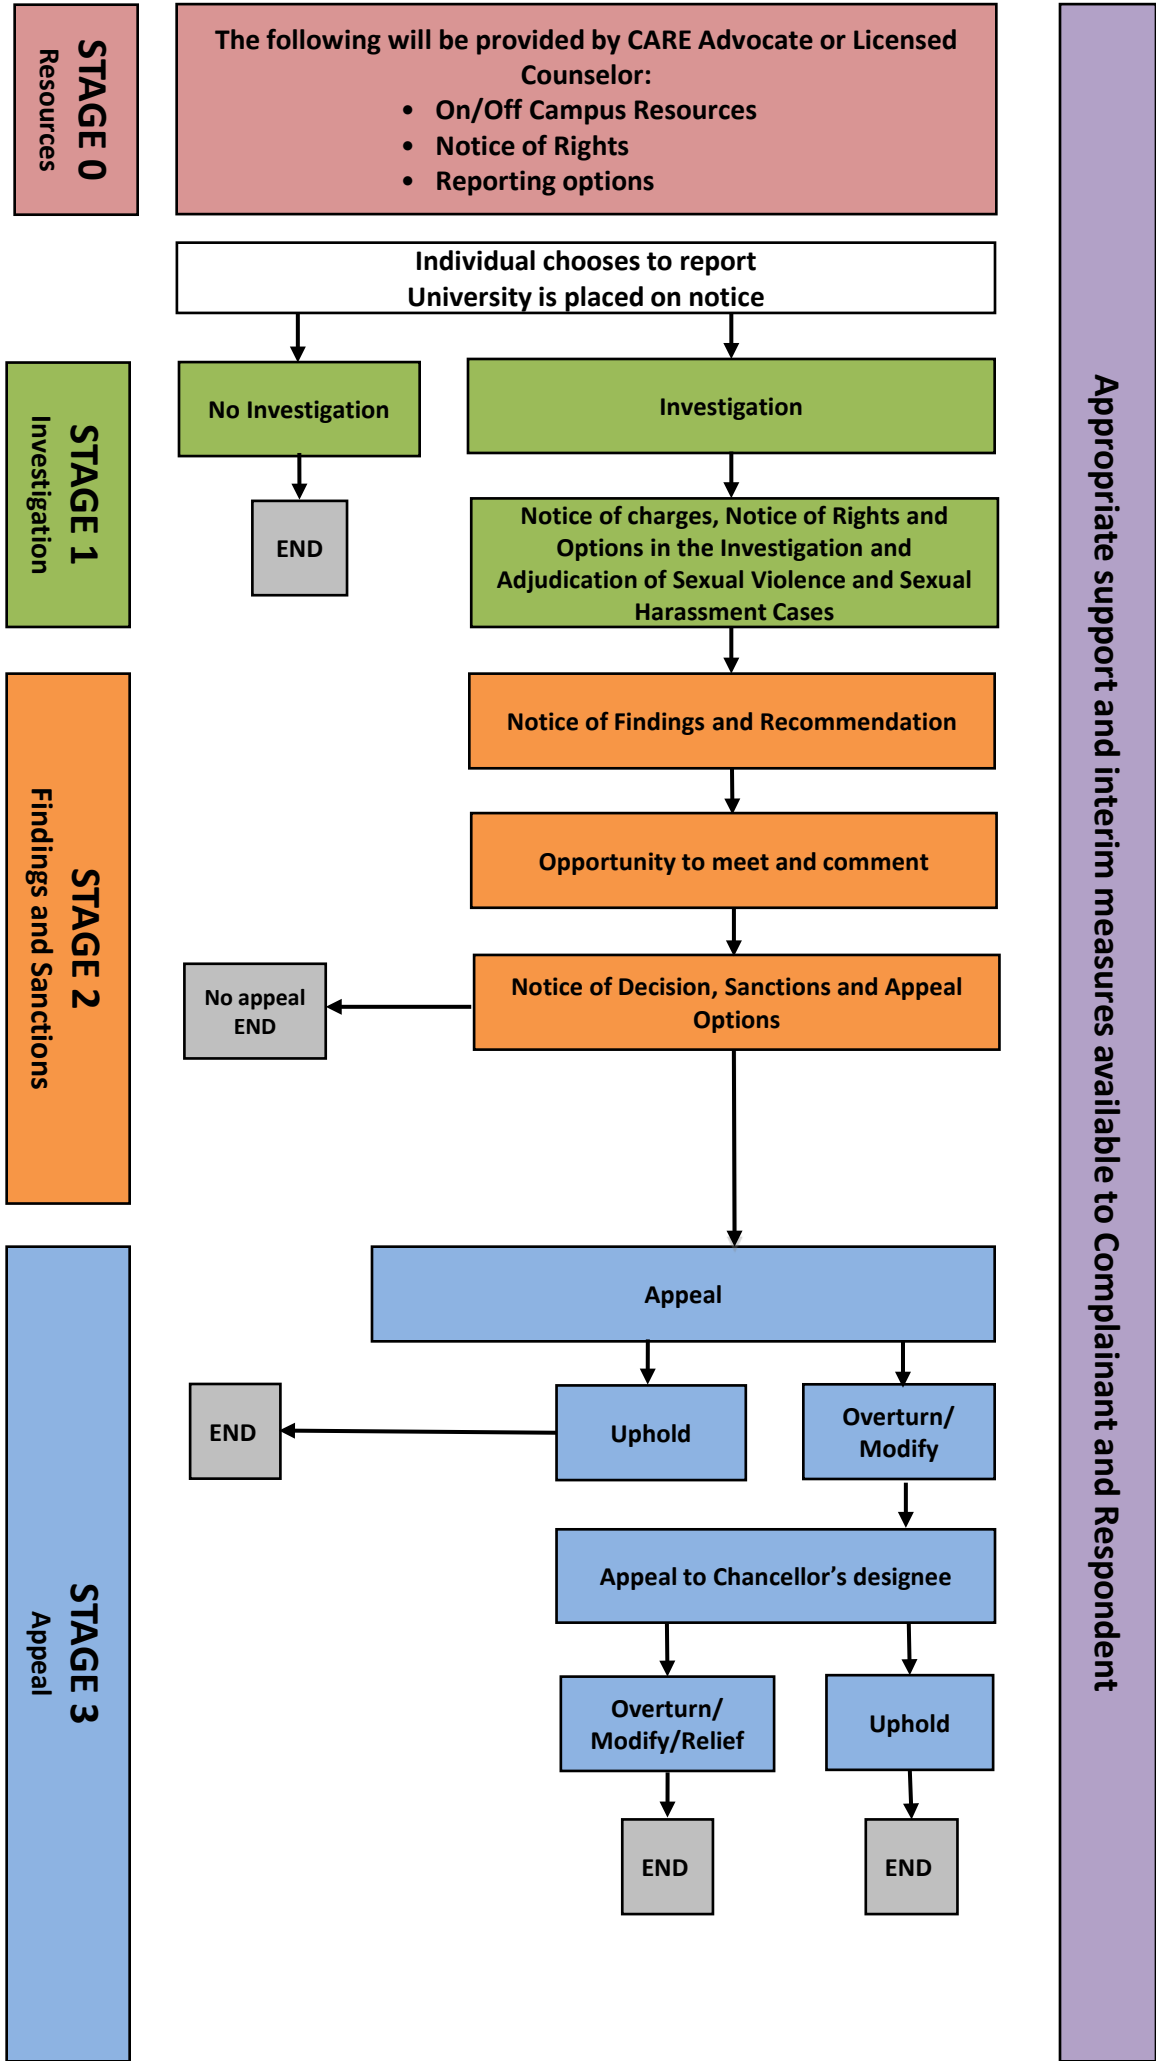 STAGE 0
Resources
The following will be provided by CARE Advocate or Licensed
Counselor:
• On/Off Campus Resources
• Notice of Rights
• Reporting options
Individual chooses to report
University is placed on notice
STAGE 1
Investigation
No Investigation
END
Investigation
Notice of charges, Notice of Rights and
Options in the Investigation and
Adjudication of Sexual Violence and Sexual
Harassment Cases
STAGE 2
Findings and Sanctions
Notice of Findings and Recommendation
Opportunity to meet and comment
Notice of Decision, Sanctions and Appeal
Options
No appeal
END
STAGE 3
Appeal
Appeal
Uphold
END
Overturn/
Modify
Appeal to Chancellor’s designee
Overturn/
Modify/Relief
Uphold
END
END
Appropriate support and interim measures available to Complainant and Respondent